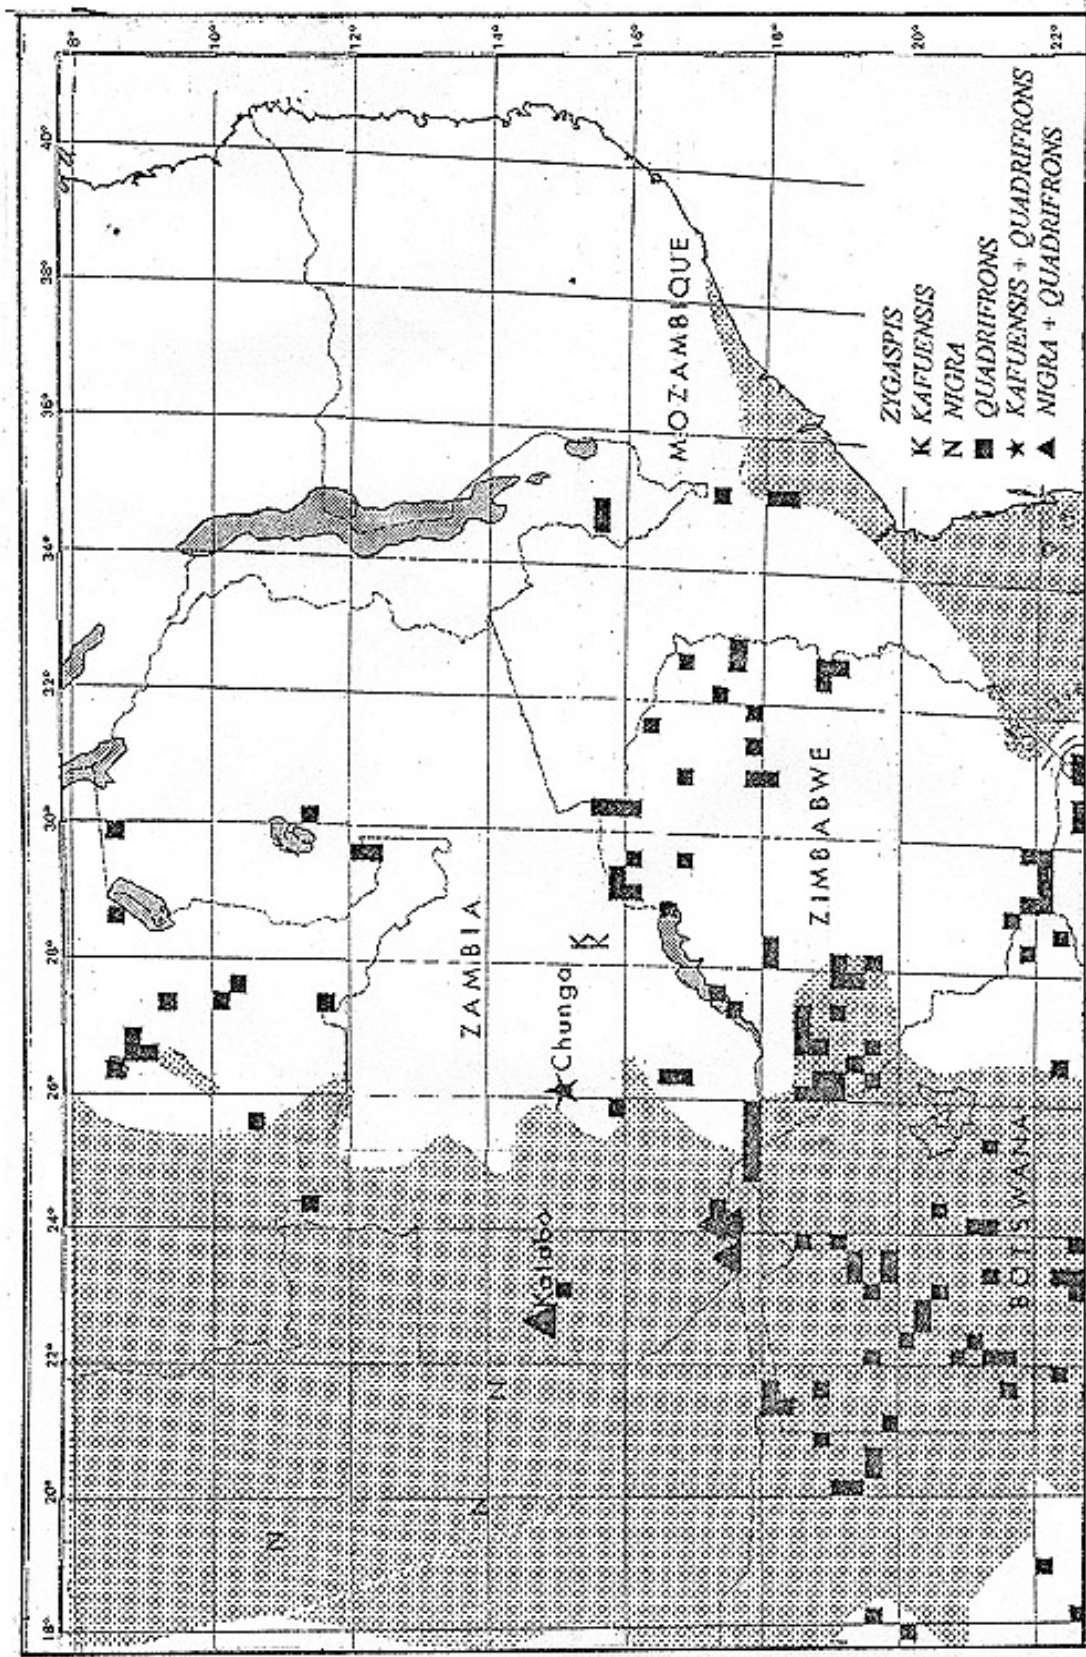 18° 20° 22° 24° 26° 28° 30° 32° 34° 36° 38° 40°
8°
10°
12°
14°
16°
18°
20°
22°
N
N
N
Kalabo
Chunga
K
ZAMBIA
ZIMBABWE
MOZAMBIQUE
BOTSWANA
ZYGASPIS
K KAFUENSIS
N NIGRA
■ QUADRIFRONS
★ KAFUENSIS + QUADRIFRONS
▲ NIGRA + QUADRIFRONS